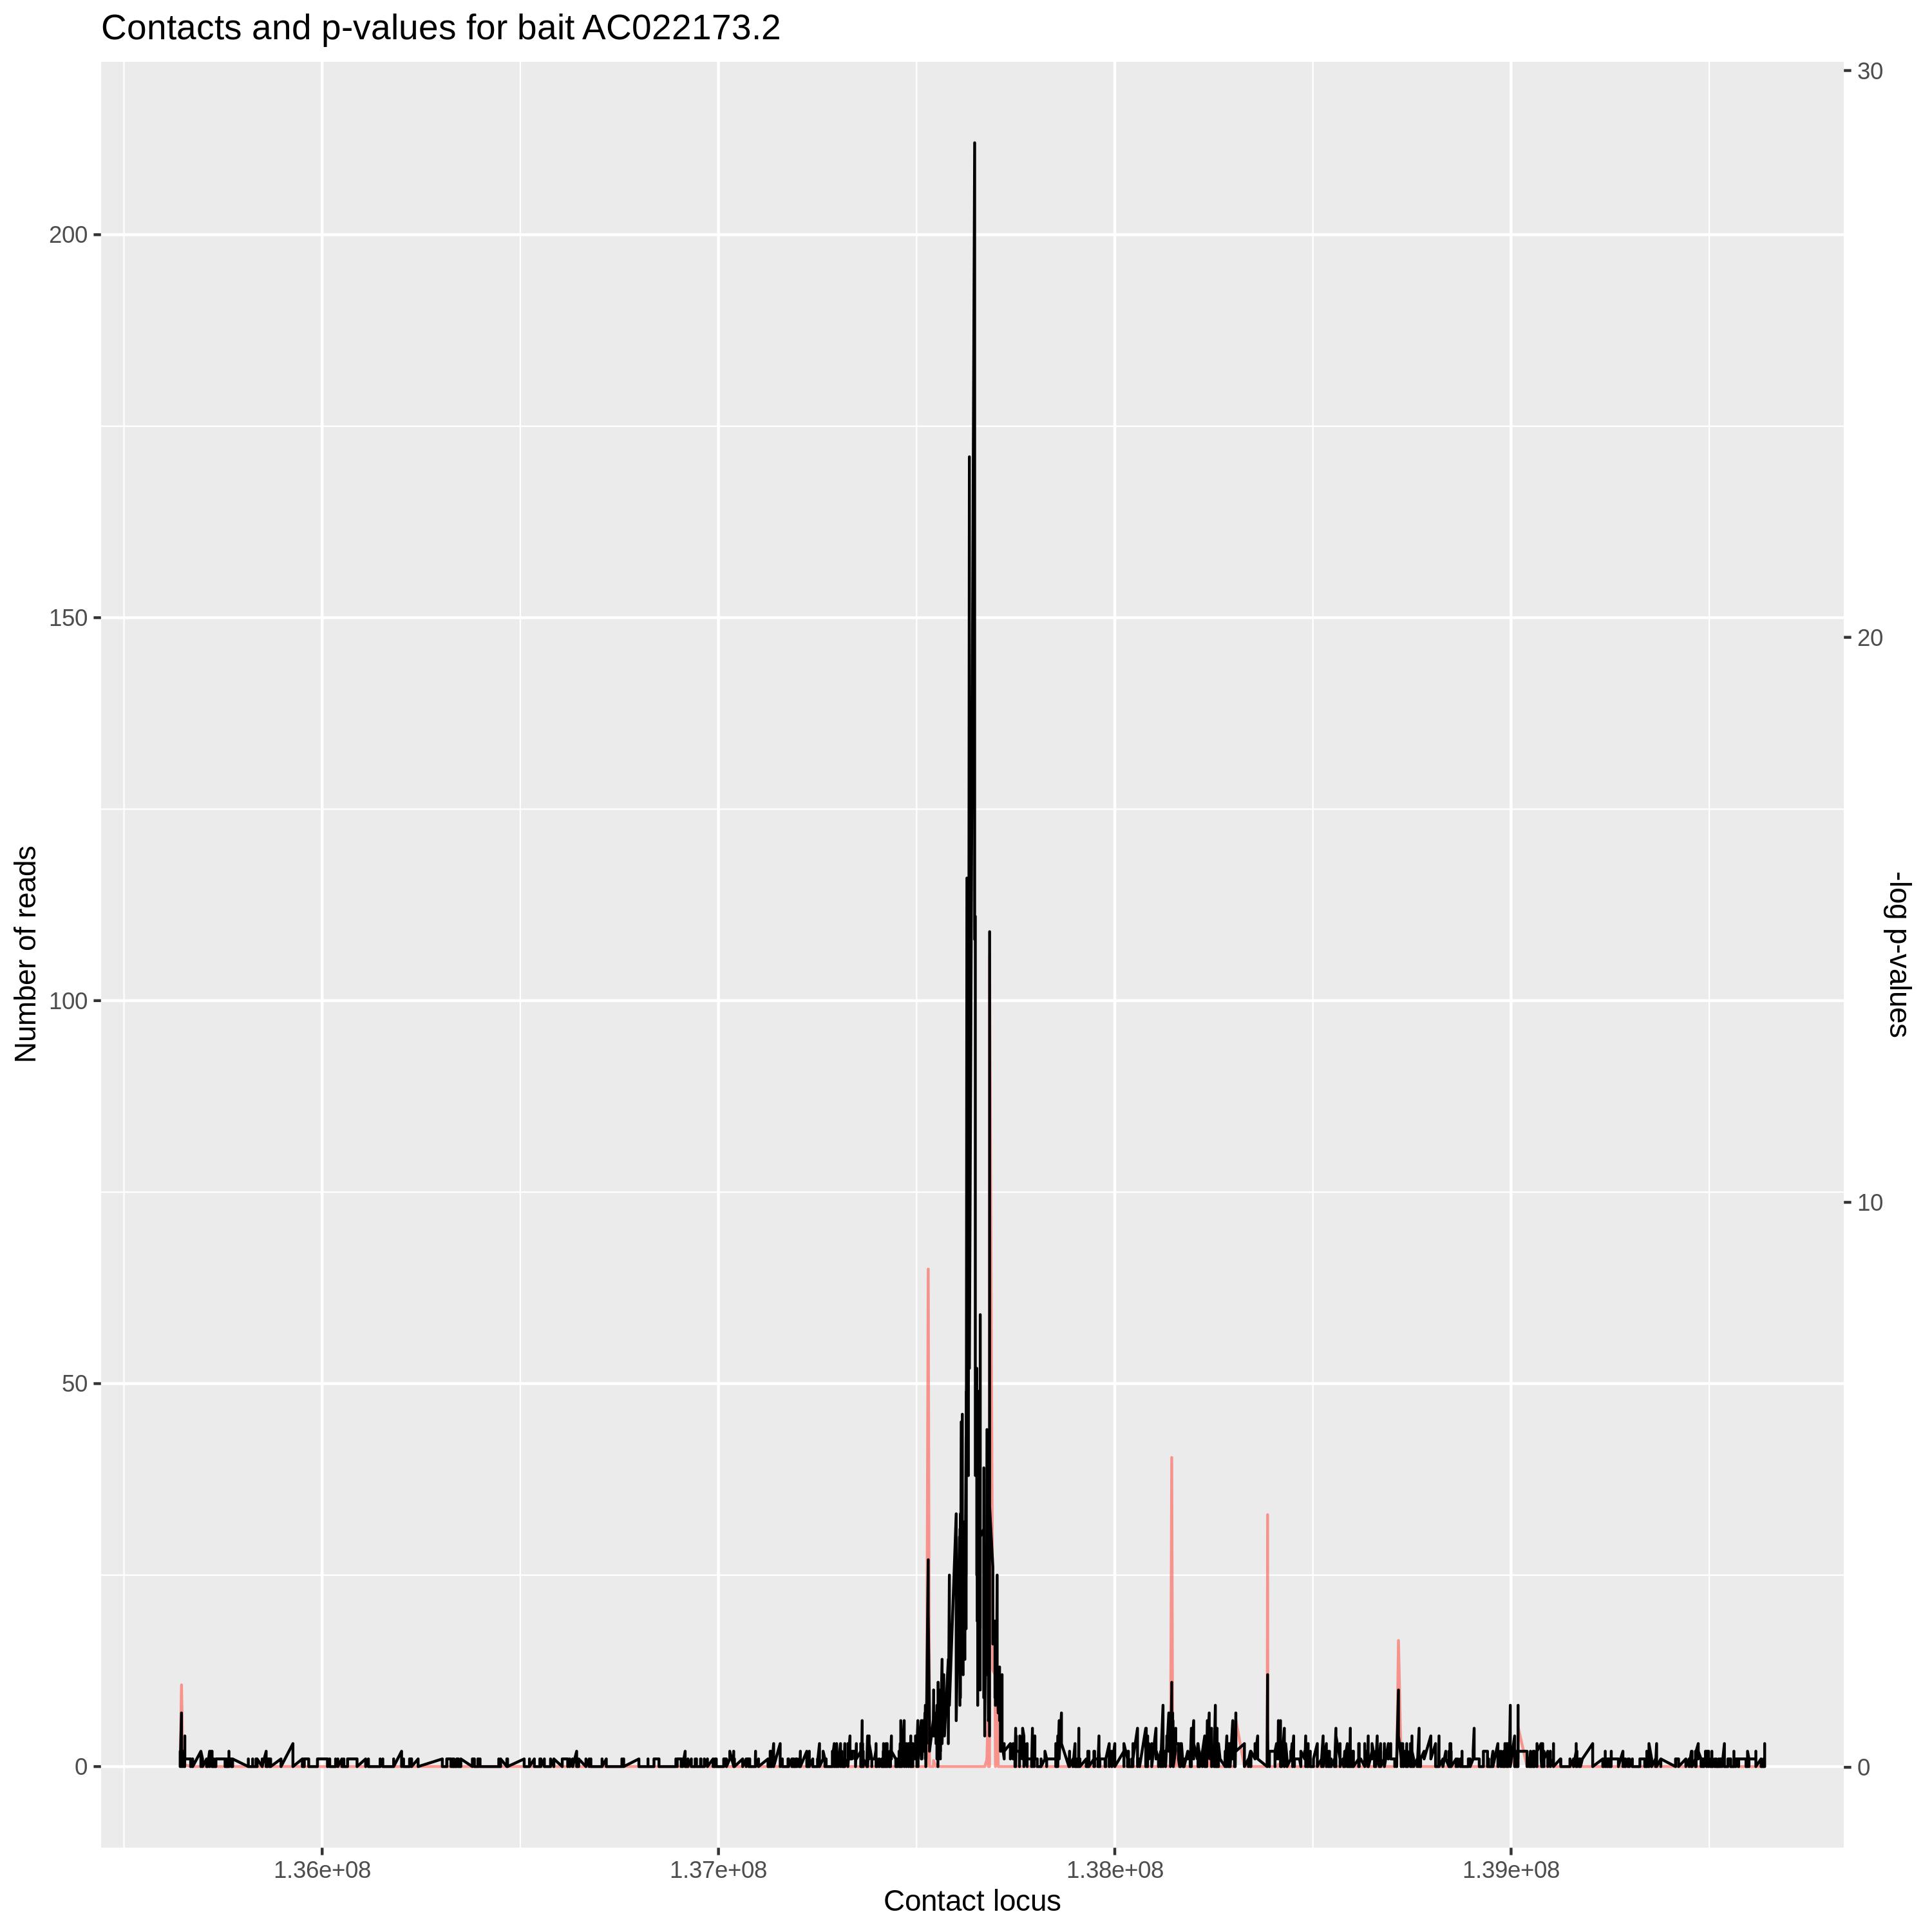 Contacts and p-values for bait AC022173.2
30
200
150
20
Number of reads
-log p-values
100
10
50
0
0
1.36e+08
1.37e+08
1.38e+08
1.39e+08
Contact locus